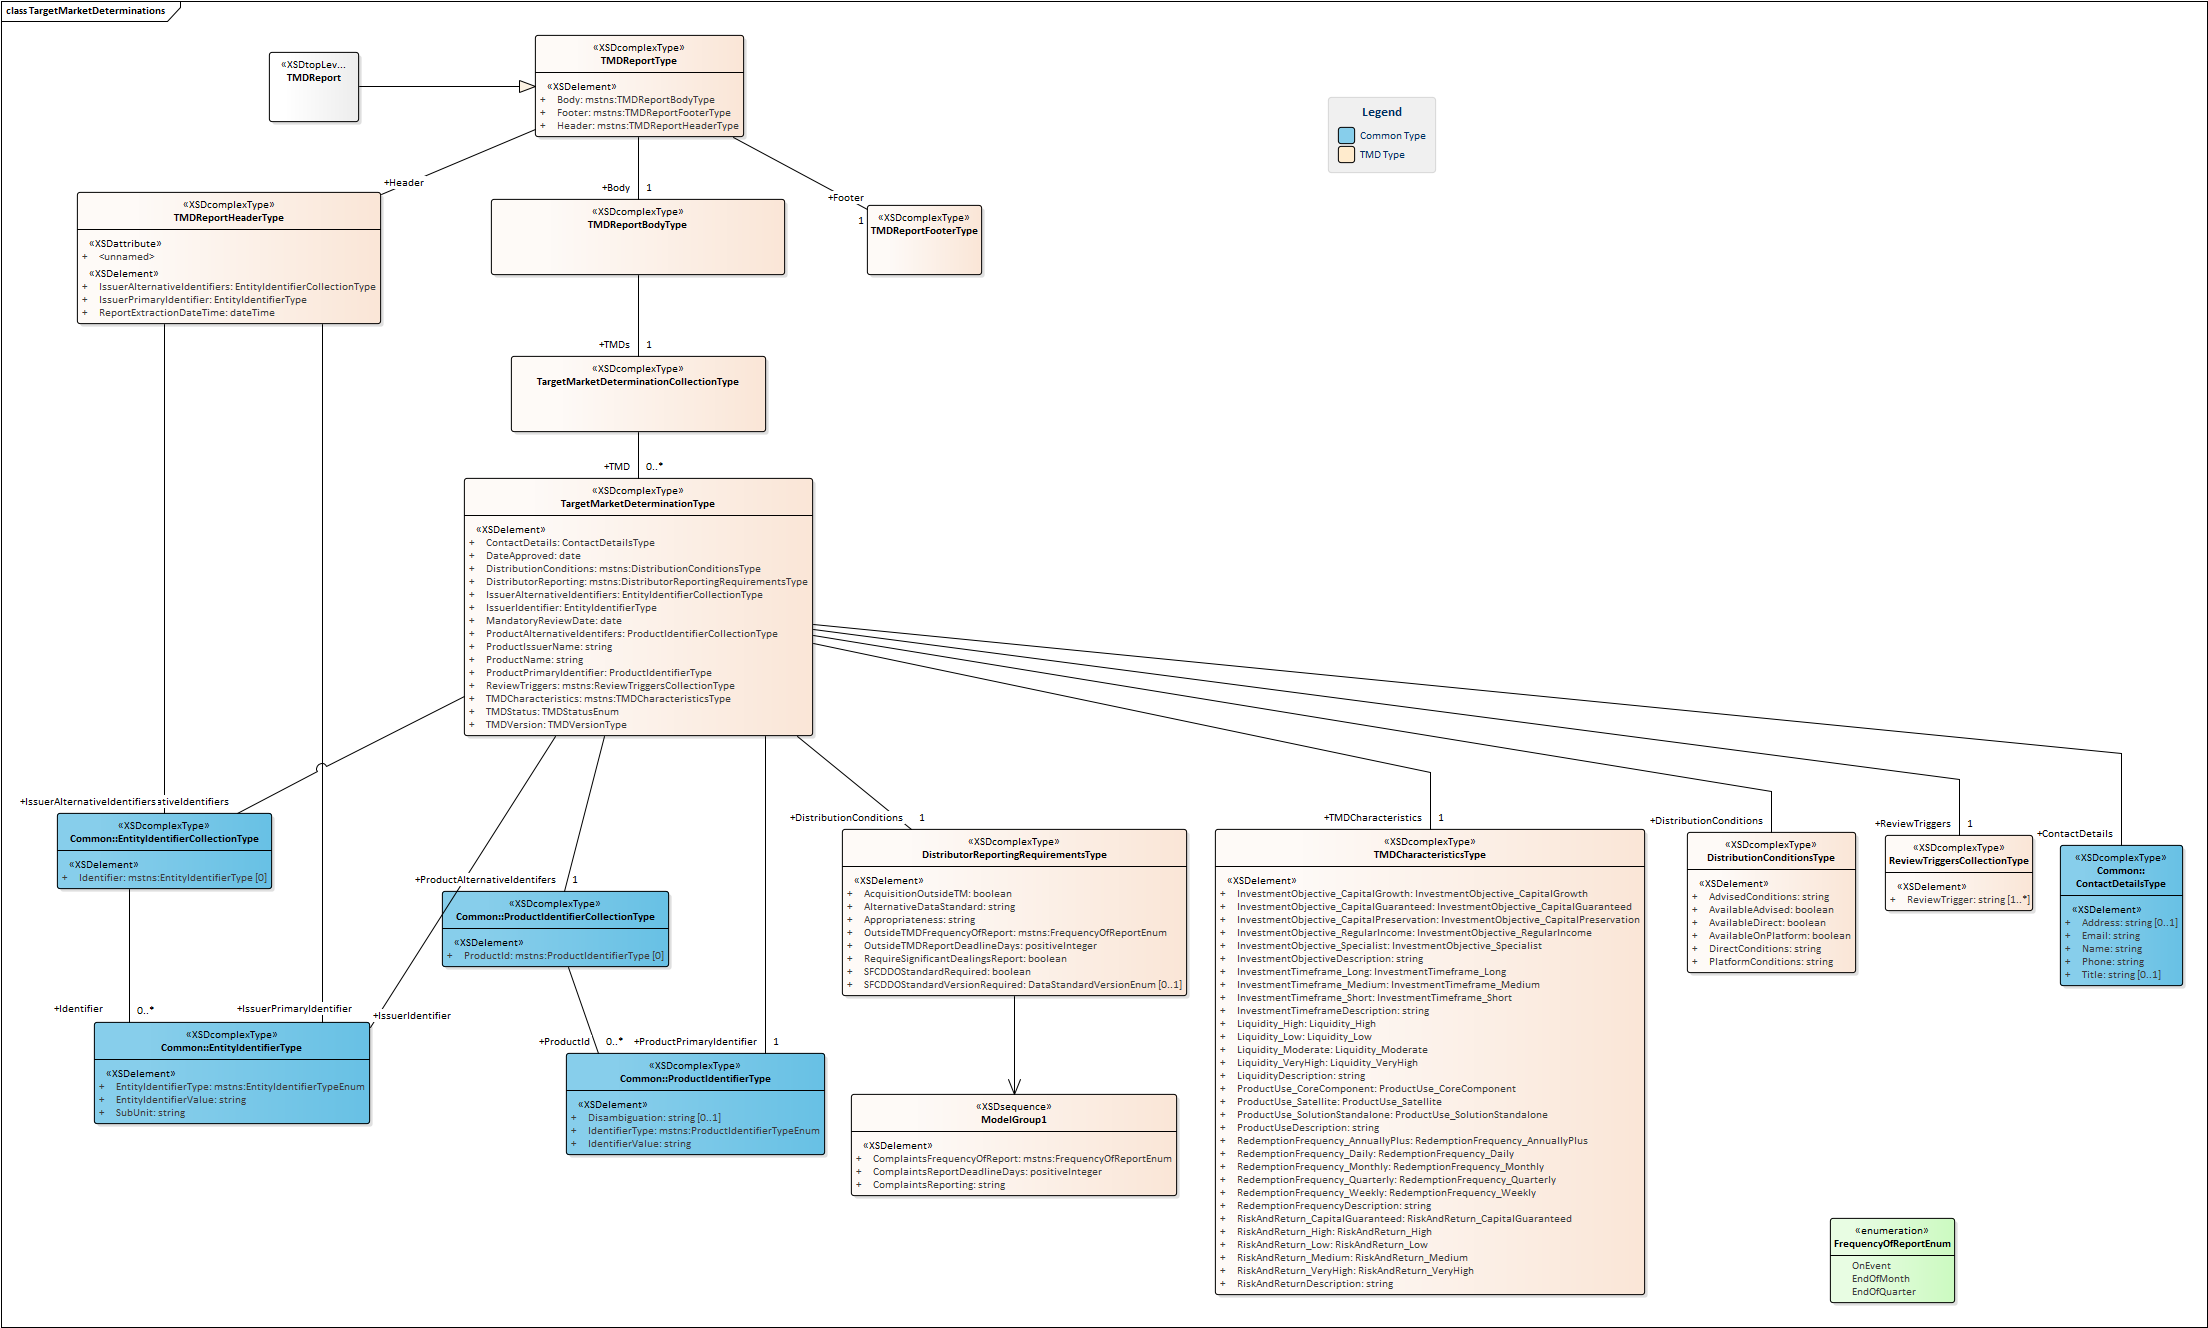 class TargetMarketDeterminations
«XSDtopLev...
TMDReport
«XSDcomplexType»
TMDReportType
«XSDelement»
+ Body: mstns:TMDReportBodyType
+ Footer: mstns:TMDReportFooterType
+ Header: mstns:TMDReportHeaderType
Legend
Common Type
TMD Type
+Header
+Body 1
+Footer
1
«XSDcomplexType»
TMDReportHeaderType
«XSDattribute»
+ <unnamed>
«XSDelement»
+ IssuerAlternativeIdentifiers: EntityIdentifierCollectionType
+ IssuerPrimaryIdentifier: EntityIdentifierType
+ ReportExtractionDateTime: dateTime
«XSDcomplexType»
TMDReportBodyType
«XSDcomplexType»
TMDReportFooterType
+TMDs 1
«XSDcomplexType»
TargetMarketDeterminationCollectionType
+TMD 0..*
«XSDcomplexType»
TargetMarketDeterminationType
«XSDelement»
+ ContactDetails: ContactDetailsType
+ DateApproved: date
+ DistributionConditions: mstns:DistributionConditionsType
+ DistributorReporting: mstns:DistributorReportingRequirementsType
+ IssuerAlternativeIdentifiers: EntityIdentifierCollectionType
+ IssuerIdentifier: EntityIdentifierType
+ MandatoryReviewDate: date
+ ProductAlternativeIdentifers: ProductIdentifierCollectionType
+ ProductIssuerName: string
+ ProductName: string
+ ProductPrimaryIdentifier: ProductIdentifierType
+ ReviewTriggers: mstns:ReviewTriggersCollectionType
+ TMDCharacteristics: mstns:TMDCharacteristicsType
+ TMDStatus: TMDStatusEnum
+ TMDVersion: TMDVersionType
+IssuerAlternativeIdentifiers ativeIdentifiers
«XSDcomplexType»
Common::EntityIdentifierCollectionType
«XSDelement»
+ Identifier: mstns:EntityIdentifierType [0]
+ProductAlternativeIdentifers 1
«XSDcomplexType»
Common::ProductIdentifierCollectionType
«XSDelement»
+ ProductId: mstns:ProductIdentifierType [0]
+Identifier 0..*
+IssuerPrimaryIdentifier
+IssuerIdentifier
«XSDcomplexType»
Common::EntityIdentifierType
«XSDelement»
+ EntityIdentifierType: mstns:EntityIdentifierTypeEnum
+ EntityIdentifierValue: string
+ SubUnit: string
+ProductId 0..*
+ProductPrimaryIdentifier 1
«XSDcomplexType»
Common::ProductIdentifierType
«XSDelement»
+ Disambiguation: string [0..1]
+ IdentifierType: mstns:ProductIdentifierTypeEnum
+ IdentifierValue: string
+DistributionConditions 1
«XSDcomplexType»
DistributorReportingRequirementsType
«XSDelement»
+ AcquisitionOutsideTM: boolean
+ AlternativeDataStandard: string
+ Appropriateness: string
+ OutsideTMDFrequencyOfReport: mstns:FrequencyOfReportEnum
+ OutsideTMDReportDeadlineDays: positiveInteger
+ RequireSignificantDealingsReport: boolean
+ SFCDDOStandardRequired: boolean
+ SFCDDOStandardVersionRequired: DataStandardVersionEnum [0..1]
«XSDsequence»
ModelGroup1
«XSDelement»
+ ComplaintsFrequencyOfReport: mstns:FrequencyOfReportEnum
+ ComplaintsReportDeadlineDays: positiveInteger
+ ComplaintsReporting: string
+TMDCharacteristics 1
«XSDcomplexType»
TMDCharacteristicsType
«XSDelement»
+ InvestmentObjective_CapitalGrowth: InvestmentObjective_CapitalGrowth
+ InvestmentObjective_CapitalGuaranteed: InvestmentObjective_CapitalGuaranteed
+ InvestmentObjective_CapitalPreservation: InvestmentObjective_CapitalPreservation
+ InvestmentObjective_RegularIncome: InvestmentObjective_RegularIncome
+ InvestmentObjective_Specialist: InvestmentObjective_Specialist
+ InvestmentObjectiveDescription: string
+ InvestmentTimeframe_Long: InvestmentTimeframe_Long
+ InvestmentTimeframe_Medium: InvestmentTimeframe_Medium
+ InvestmentTimeframe_Short: InvestmentTimeframe_Short
+ InvestmentTimeframeDescription: string
+ Liquidity_High: Liquidity_High
+ Liquidity_Low: Liquidity_Low
+ Liquidity_Moderate: Liquidity_Moderate
+ Liquidity_VeryHigh: Liquidity_VeryHigh
+ LiquidityDescription: string
+ ProductUse_CoreComponent: ProductUse_CoreComponent
+ ProductUse_Satellite: ProductUse_Satellite
+ ProductUse_SolutionStandalone: ProductUse_SolutionStandalone
+ ProductUseDescription: string
+ RedemptionFrequency_AnnuallyPlus: RedemptionFrequency_AnnuallyPlus
+ RedemptionFrequency_Daily: RedemptionFrequency_Daily
+ RedemptionFrequency_Monthly: RedemptionFrequency_Monthly
+ RedemptionFrequency_Quarterly: RedemptionFrequency_Quarterly
+ RedemptionFrequency_Weekly: RedemptionFrequency_Weekly
+ RedemptionFrequencyDescription: string
+ RiskAndReturn_CapitalGuaranteed: RiskAndReturn_CapitalGuaranteed
+ RiskAndReturn_High: RiskAndReturn_High
+ RiskAndReturn_Low: RiskAndReturn_Low
+ RiskAndReturn_Medium: RiskAndReturn_Medium
+ RiskAndReturn_VeryHigh: RiskAndReturn_VeryHigh
+ RiskAndReturnDescription: string
+DistributionConditions
«XSDcomplexType»
DistributionConditionsType
«XSDelement»
+ AdvisedConditions: string
+ AvailableAdvised: boolean
+ AvailableDirect: boolean
+ AvailableOnPlatform: boolean
+ DirectConditions: string
+ PlatformConditions: string
+ReviewTriggers 1
«XSDcomplexType»
ReviewTriggersCollectionType
«XSDelement»
+ ReviewTrigger: string [1..*]
+ContactDetails
«XSDcomplexType»
Common::
ContactDetailsType
«XSDelement»
+ Address: string [0..1]
+ Email: string
+ Name: string
+ Phone: string
+ Title: string [0..1]
«enumeration»
FrequencyOfReportEnum
OnEvent
EndOfMonth
EndOfQuarter